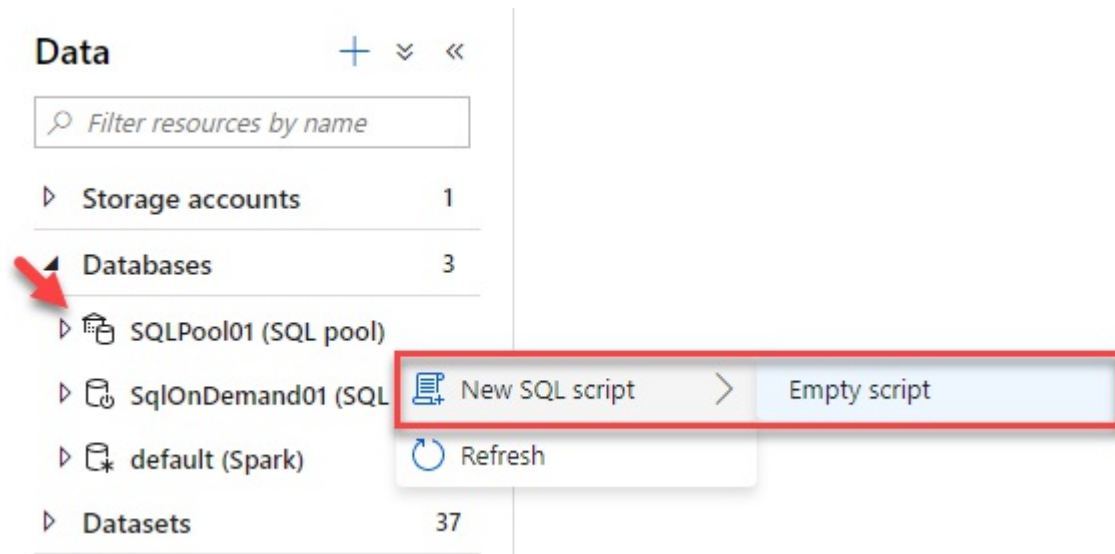 Data
Filter resources by name
Storage accounts 1
Databases 3
SQLPool01 (SQL pool)
SqlOnDemand01 (SQL
New SQL script
Empty script
default (Spark)
Refresh
Datasets 37